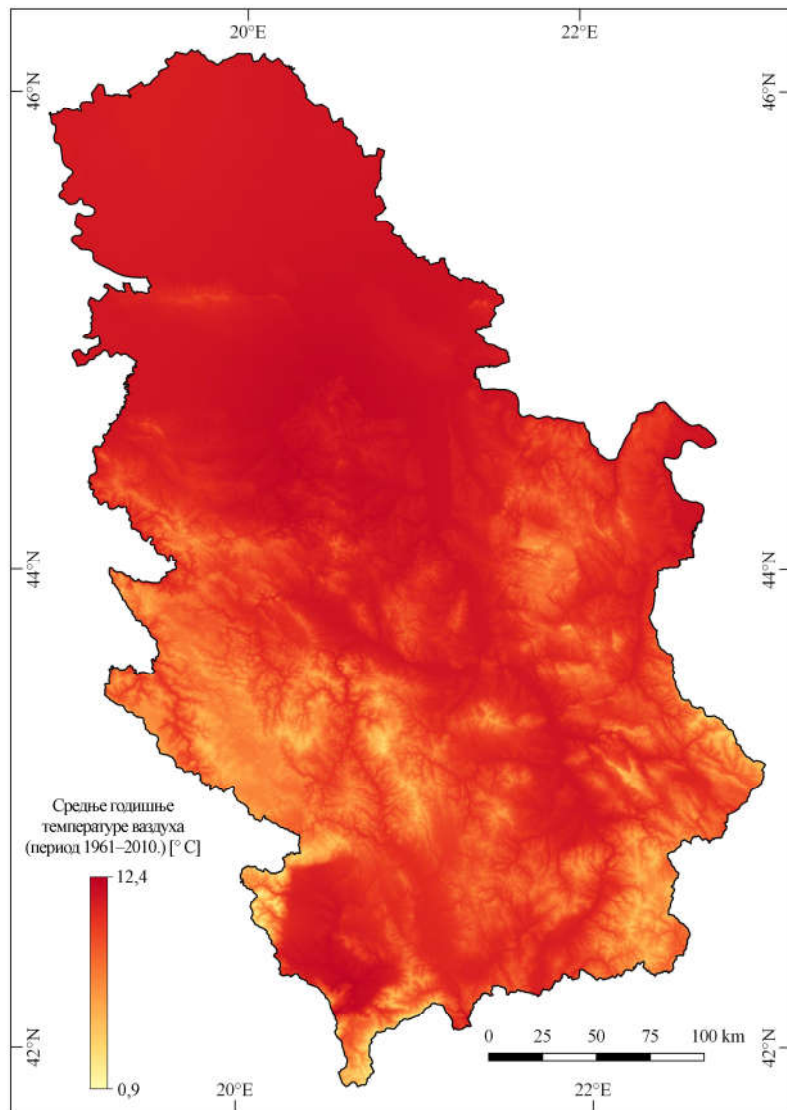 20°E 22°E
46°N 46°N
44°N 44°N
Средње годишње
температуре ваздуха
(период 1961–2010.) [° C]
12,4
0,9
0 25 50 75 100 km
42°N 42°N
20°E 22°E